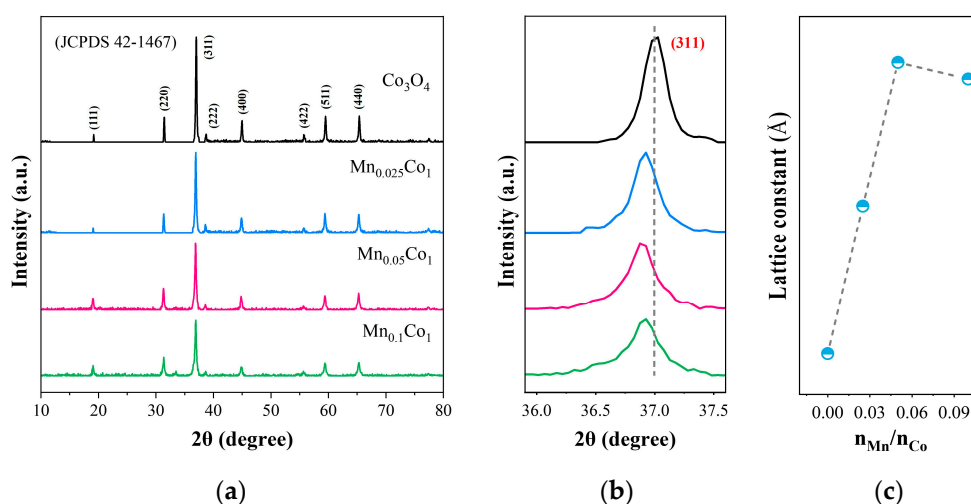 (JCPDS 42-1467)
(111)
(220)
(311)
(222)
(400)
(422)
(511)
(440)
Co₃O₄
Mn₀.₀₂₅Co₁
Mn₀.₀₅Co₁
Mn₀.₁Co₁
Intensity (a.u.)
10 20 30 40 50 60 70 80
2θ (degree)
(a)
(311)
Intensity (a.u.)
36.0 36.5 37.0 37.5
2θ (degree)
(b)
Lattice constant (Å)
0.00 0.03 0.06 0.09
n_Mn/n_Co
(c)